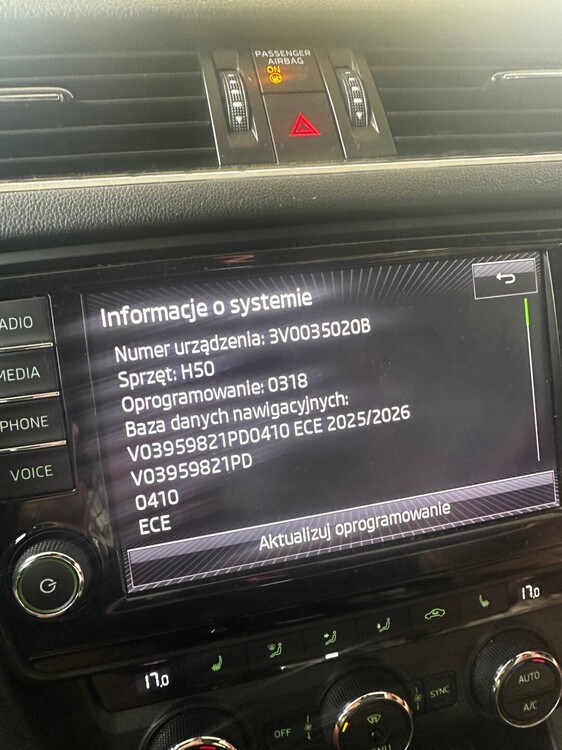 PASSENGER
AIRBAG
ON
Informacje o systemie
Numer urządzenia: 3V0035020B
Sprzęt: H50
Oprogramowanie: 0318
Baza danych nawigacyjnych:
V03959821PD0410 ECE 2025/2026
V03959821PD
0410
ECE
Aktualizuj oprogramowanie
ADIO
MEDIA
PHONE
VOICE
17.0
17.0
OFF
SYNC
AUTO
A/C